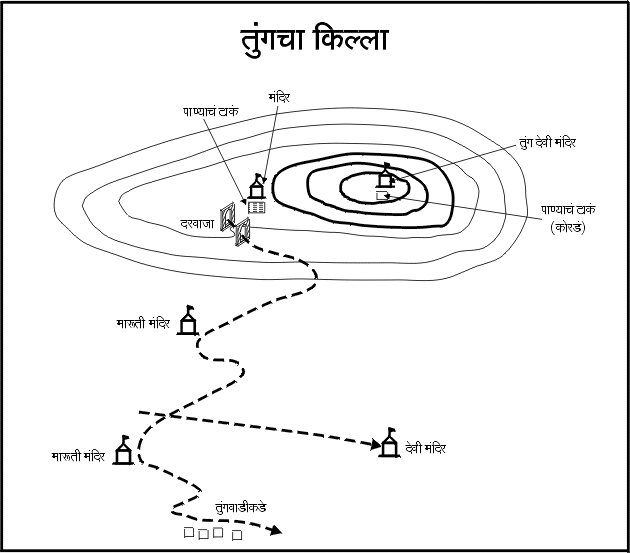 तुंगचा किल्ला
मंदिर
पाण्याचं टाकं
तुंग देवी मंदिर
पाण्याचं टाकं
(कोरडं)
दरवाजा
मारूती मंदिर
देवी मंदिर
मारूती मंदिर
तुंगवाडीकडे